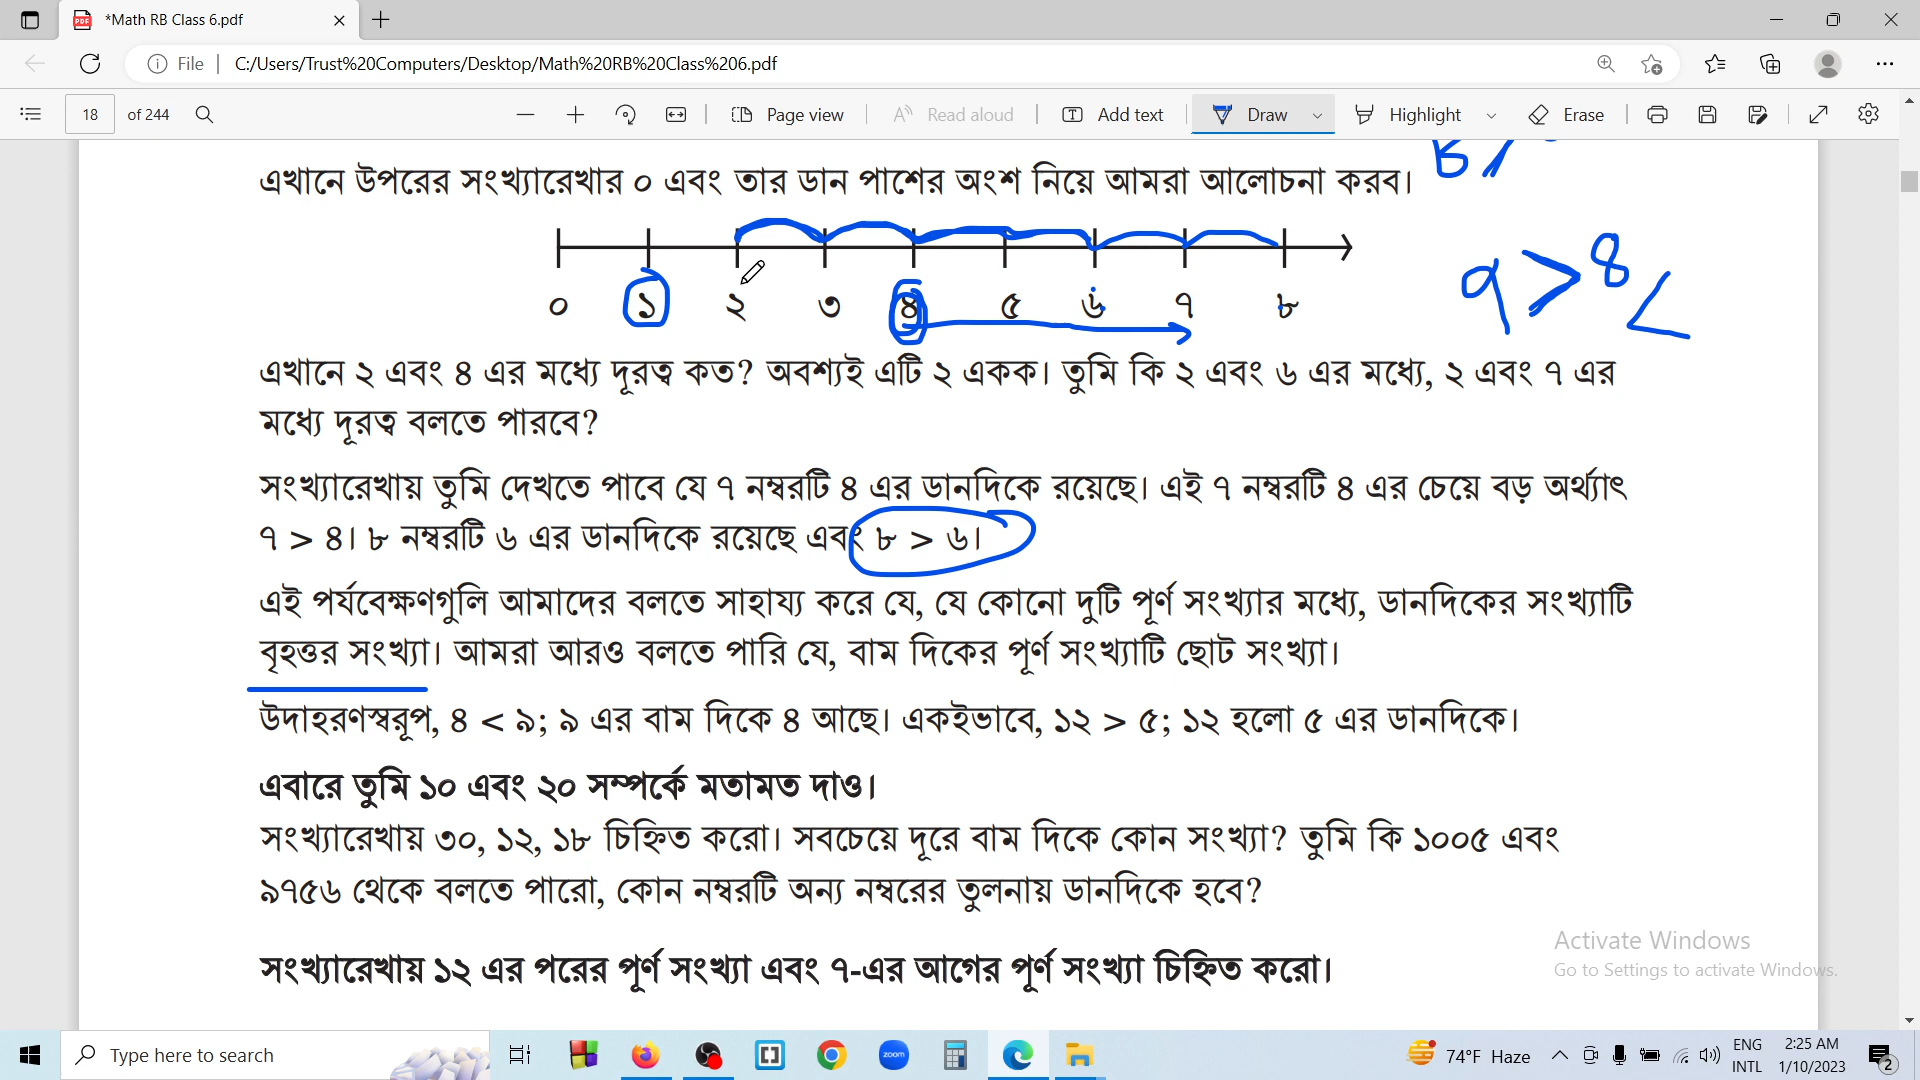 *Math RB Class 6.pdf
File | C:/Users/Trust%20Computers/Desktop/Math%20RB%20Class%206.pdf
18 of 244 Page view Read aloud Add text Draw Highlight Erase
এখানে উপরের সংখ্যারেখার ০ এবং তার ডান পাশের অংশ নিয়ে আমরা আলোচনা করব।
৭ > ৪ <
০ ১ ২ ৩ ৪ ৫ ৬ ৭ ৮
এখানে ২ এবং ৪ এর মধ্যে দূরত্ব কত? অবশ্যই এটি ২ একক। তুমি কি ২ এবং ৬ এর মধ্যে, ২ এবং ৭ এর
মধ্যে দূরত্ব বলতে পারবে?
সংখ্যারেখায় তুমি দেখতে পাবে যে ৭ নম্বরটি ৪ এর ডানদিকে রয়েছে। এই ৭ নম্বরটি ৪ এর চেয়ে বড় অর্থ্যাৎ
৭ > ৪। ৮ নম্বরটি ৬ এর ডানদিকে রয়েছে এবং ৮ > ৬।
এই পর্যবেক্ষণগুলি আমাদের বলতে সাহায্য করে যে, যে কোনো দুটি পূর্ণ সংখ্যার মধ্যে, ডানদিকের সংখ্যাটি
বৃহত্তর সংখ্যা। আমরা আরও বলতে পারি যে, বাম দিকের পূর্ণ সংখ্যাটি ছোট সংখ্যা।
উদাহরণস্বরূপ, ৪ < ৯; ৯ এর বাম দিকে ৪ আছে। একইভাবে, ১২ > ৫; ১২ হলো ৫ এর ডানদিকে।
এবারে তুমি ১০ এবং ২০ সম্পর্কে মতামত দাও।
সংখ্যারেখায় ৩০, ১২, ১৮ চিহ্নিত করো। সবচেয়ে দূরে বাম দিকে কোন সংখ্যা? তুমি কি ১০০৫ এবং
৯৭৫৬ থেকে বলতে পারো, কোন নম্বরটি অন্য নম্বরের তুলনায় ডানদিকে হবে?
সংখ্যারেখায় ১২ এর পরের পূর্ণ সংখ্যা এবং ৭-এর আগের পূর্ণ সংখ্যা চিহ্নিত করো।
Activate Windows
Go to Settings to activate Windows.
Type here to search zoom 74°F Haze ENG INTL 2:25 AM 1/10/2023 2